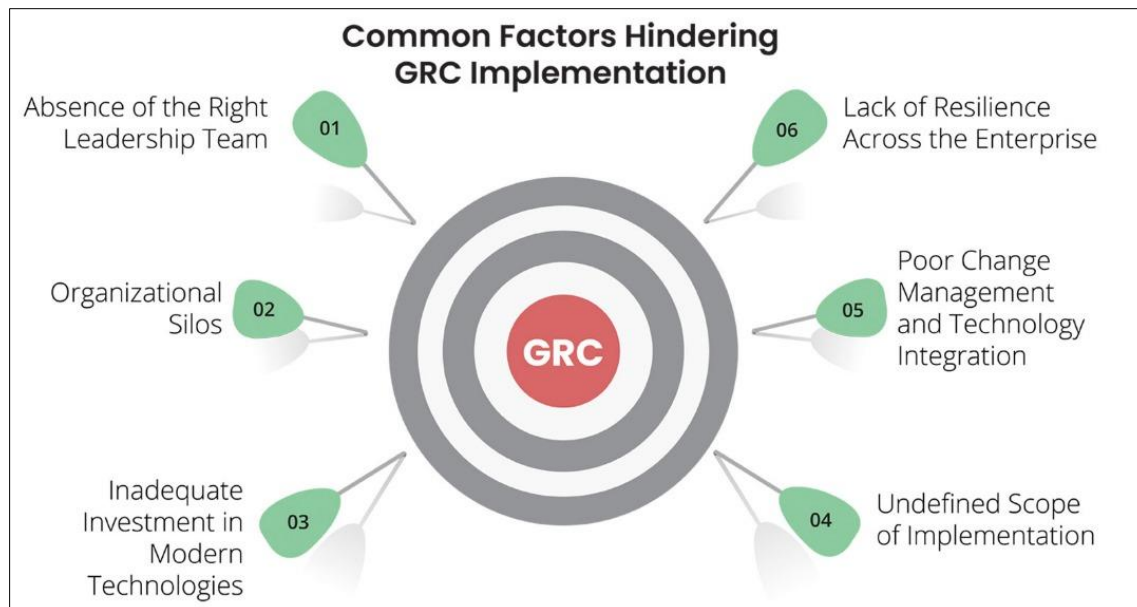 Common Factors Hindering
GRC Implementation
01
Absence of the Right
Leadership Team
02
Organizational
Silos
03
Inadequate
Investment in
Modern
Technologies
GRC
06
Lack of Resilience
Across the Enterprise
05
Poor Change
Management
and Technology
Integration
04
Undefined Scope
of Implementation